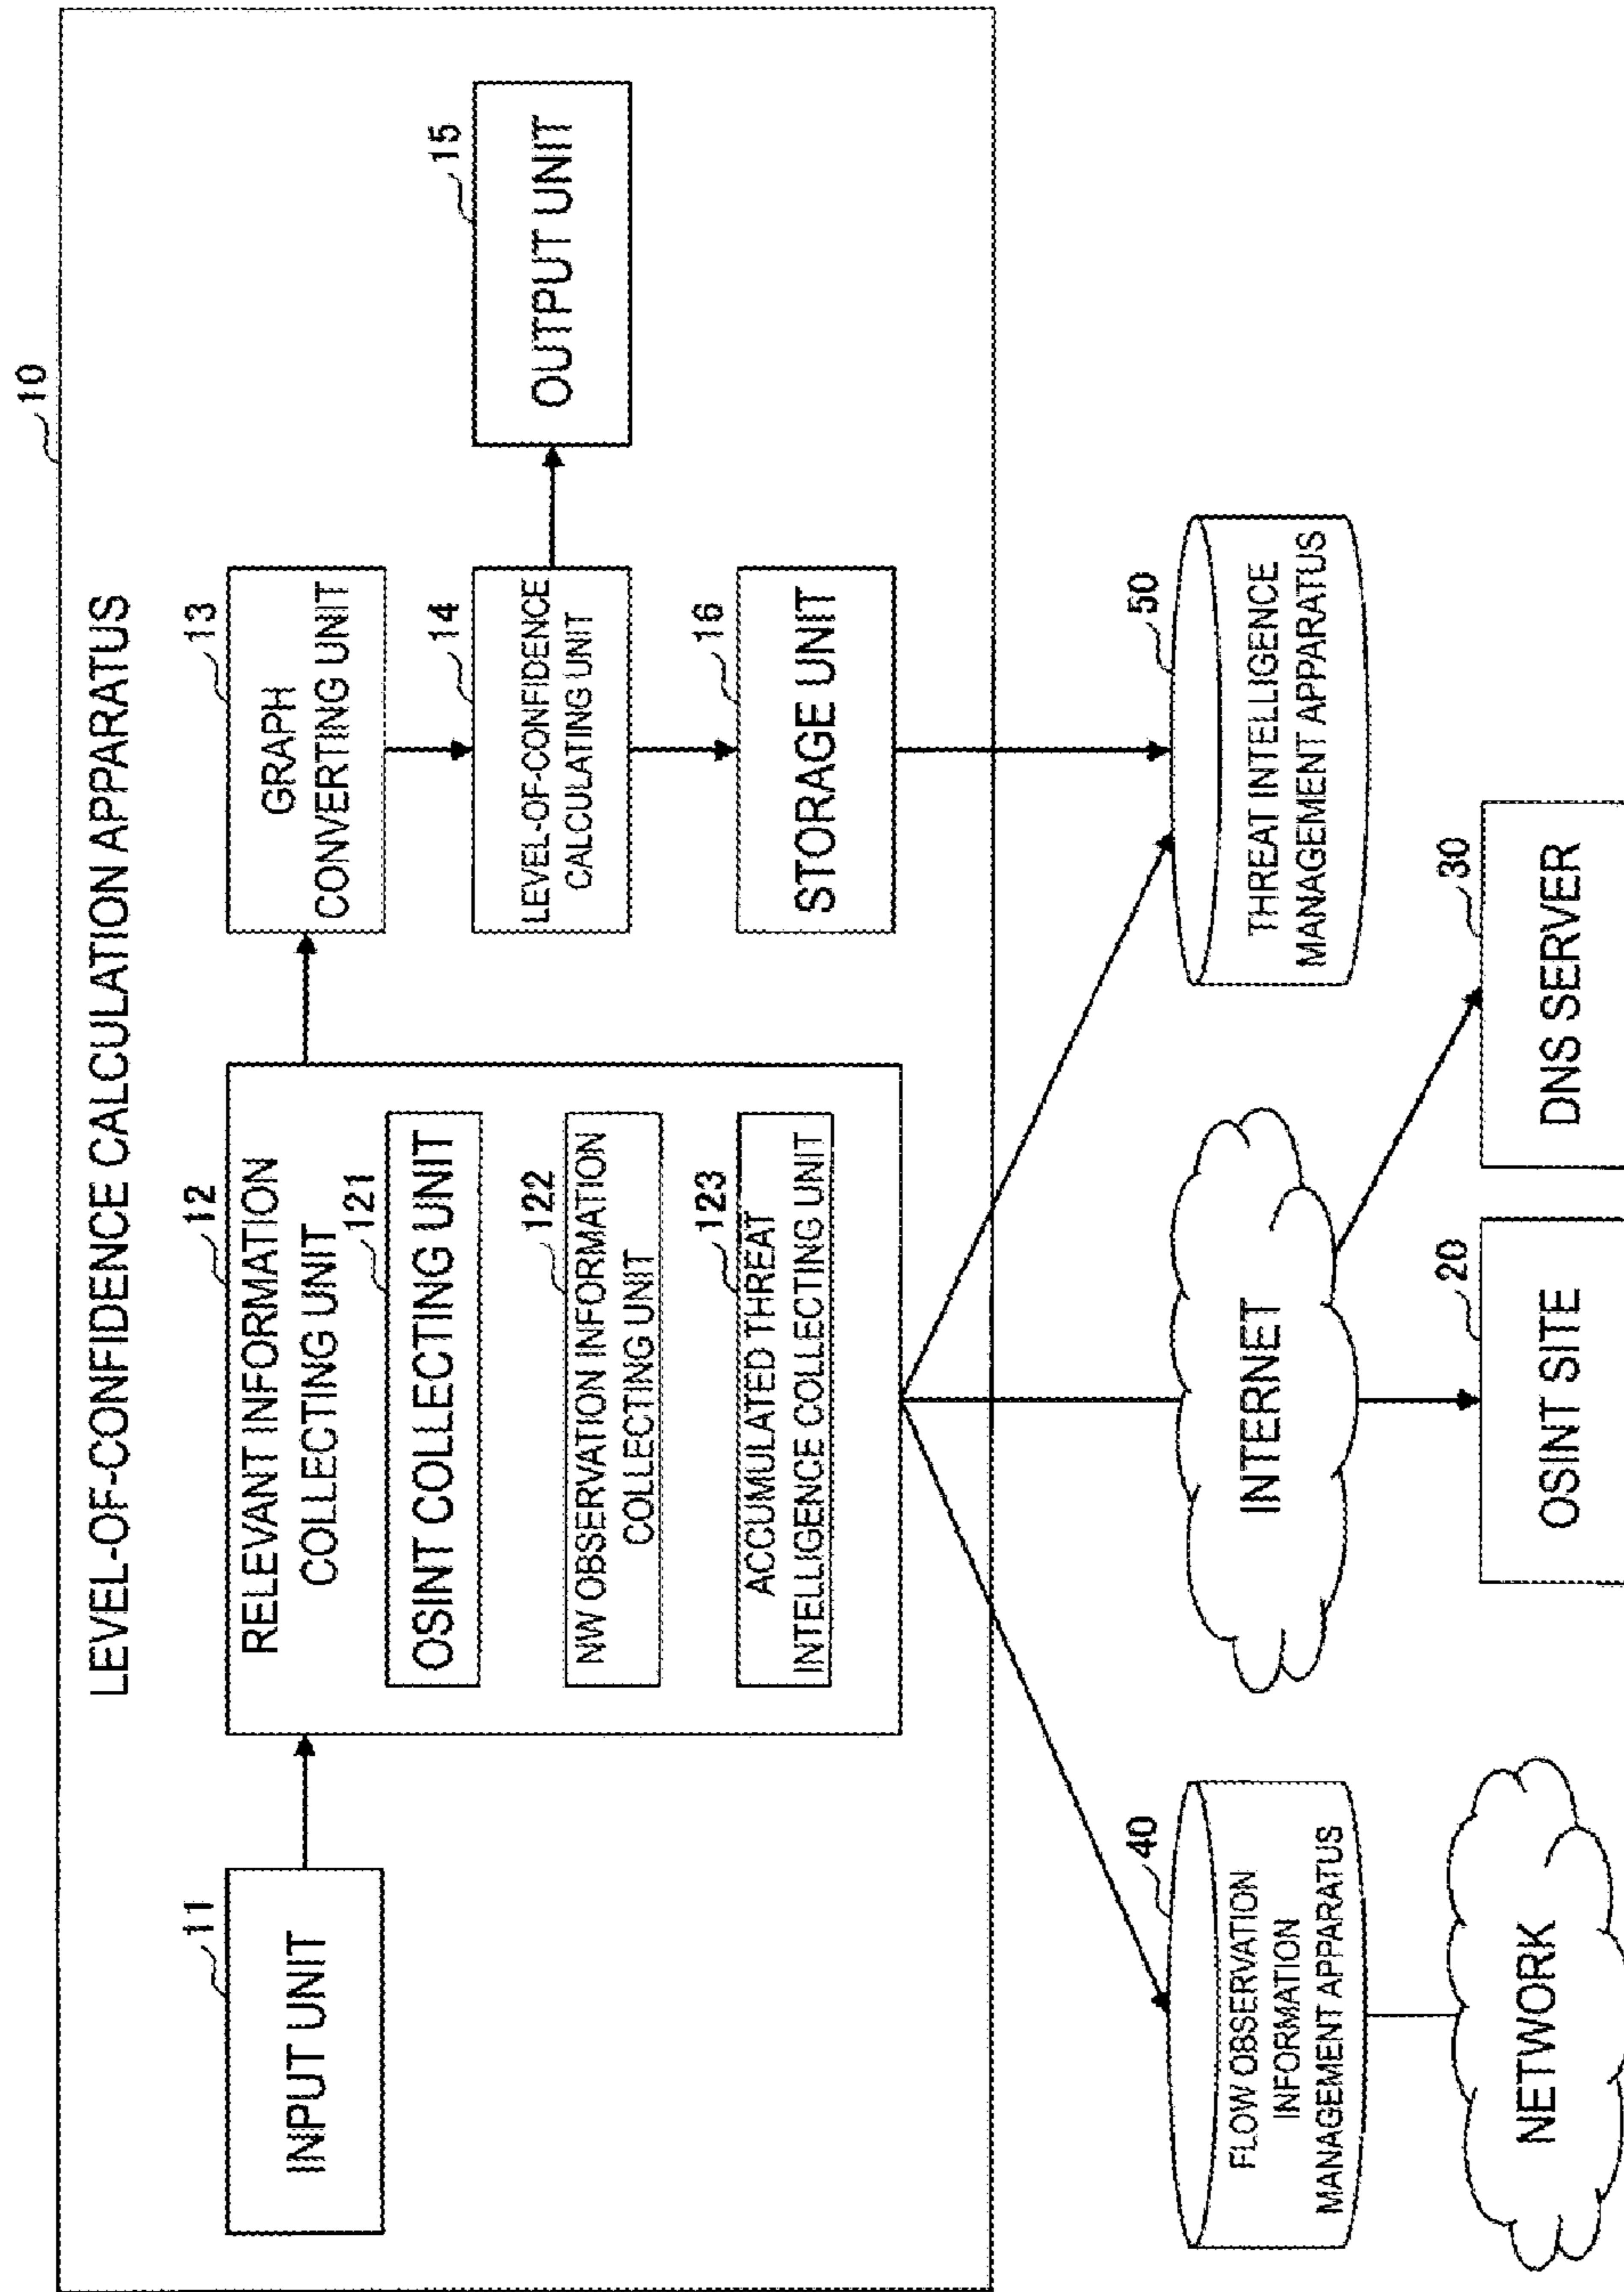 10
LEVEL-OF-CONFIDENCE CALCULATION APPARATUS
11
INPUT UNIT
12
RELEVANT INFORMATION
COLLECTING UNIT
121
OSINT COLLECTING UNIT
122
NW OBSERVATION INFORMATION
COLLECTING UNIT
123
ACCUMULATED THREAT
INTELLIGENCE COLLECTING UNIT
13
GRAPH
CONVERTING UNIT
14
LEVEL-OF-CONFIDENCE
CALCULATING UNIT
15
OUTPUT UNIT
16
STORAGE UNIT
40
FLOW OBSERVATION
INFORMATION
MANAGEMENT APPARATUS
NETWORK
INTERNET
20
OSINT SITE
50
THREAT INTELLIGENCE
MANAGEMENT APPARATUS
30
DNS SERVER